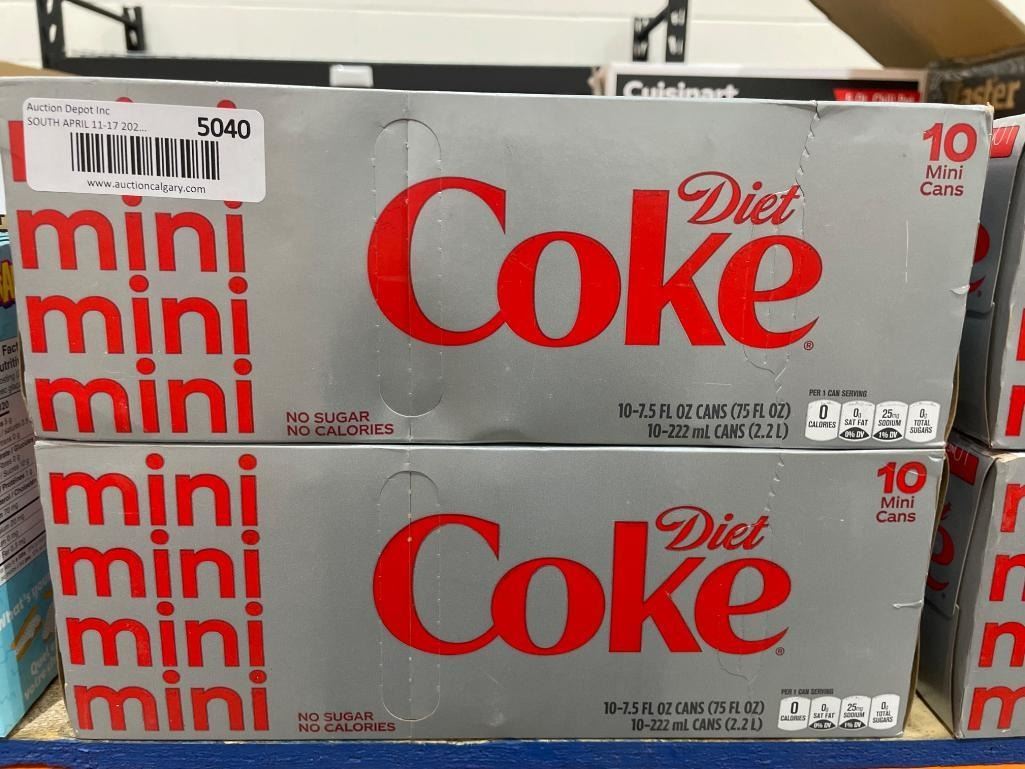 Auction Depot Inc
SOUTH APRIL 11-17 202...
5040
www.auctioncalgary.com
Cuisinart
mini
mini
mini
Diet
Coke®
10
Mini
Cans
NO SUGAR
NO CALORIES
10-7.5 FL OZ CANS (75 FL OZ)
10-222 mL CANS (2.2 L)
PER 1 CAN SERVING
0 CALORIES
0g SAT FAT 0% DV
25mg SODIUM 1% DV
0g TOTAL SUGARS
mini
mini
mini
mini
Diet
Coke®
10
Mini
Cans
NO SUGAR
NO CALORIES
10-7.5 FL OZ CANS (75 FL OZ)
10-222 mL CANS (2.2 L)
PER 1 CAN SERVING
0 CALORIES
0g SAT FAT 0% DV
25mg SODIUM 1% DV
0g TOTAL SUGARS